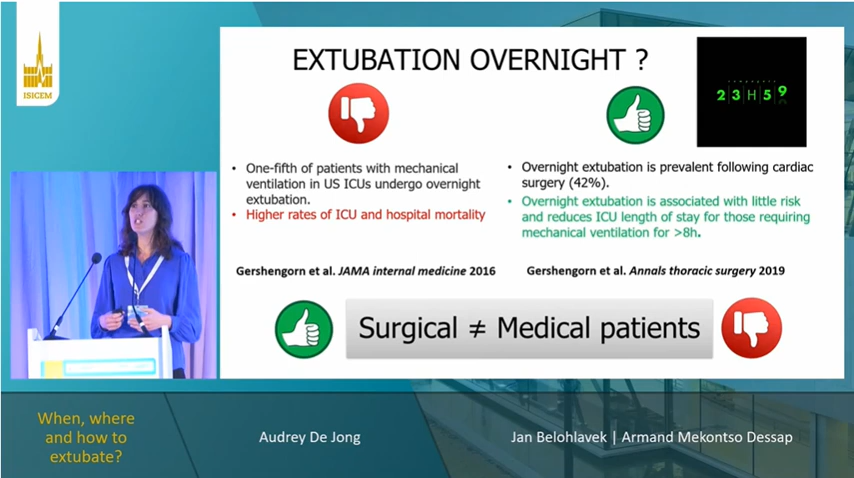 ISICEM
EXTUBATION OVERNIGHT ?
23H59
• One-fifth of patients with mechanical
ventilation in US ICUs undergo overnight
extubation.
• Higher rates of ICU and hospital mortality
Gershengorn et al. JAMA internal medicine 2016
• Overnight extubation is prevalent following cardiac
surgery (42%).
• Overnight extubation is associated with little risk
and reduces ICU length of stay for those requiring
mechanical ventilation for >8h.
Gershengorn et al. Annals thoracic surgery 2019
Surgical ≠ Medical patients
When, where
and how to
extubate?
Audrey De Jong
Jan Belohlavek | Armand Mekontso Dessap